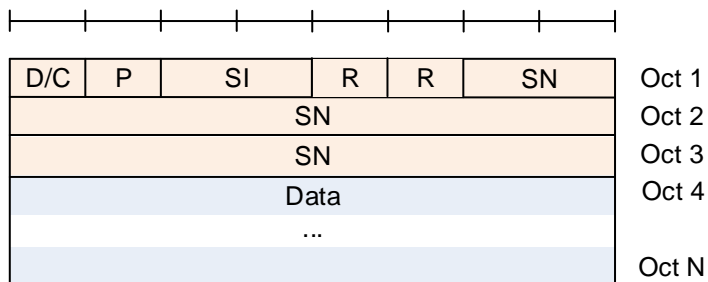 D/C P SI R R SN Oct 1
SN Oct 2
SN Oct 3
Data Oct 4
...
Oct N